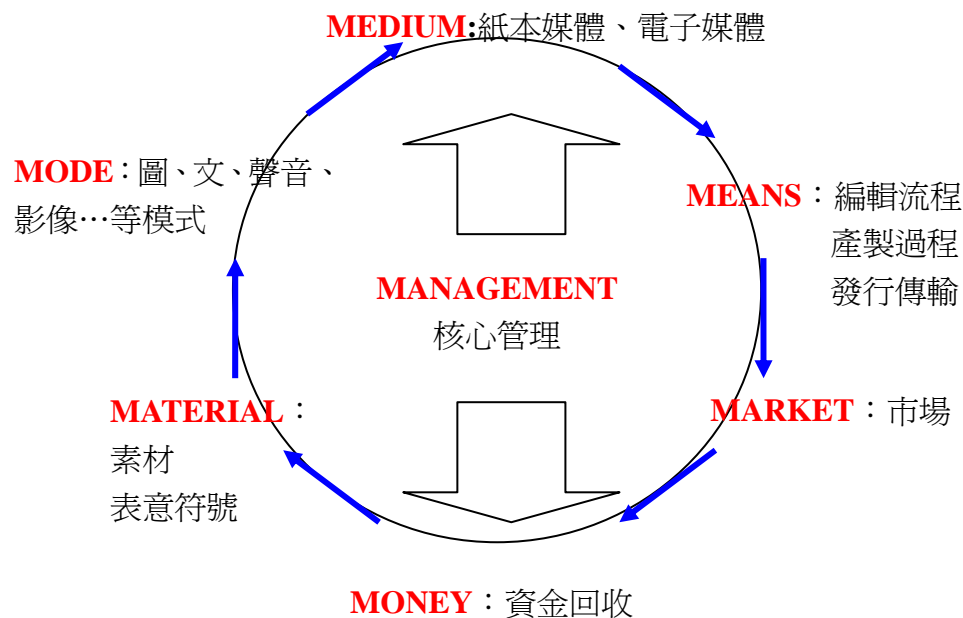 MEDIUM:紙本媒體、電子媒體
MODE：圖、文、聲音、
影像…等模式
MEANS：編輯流程
產製過程
發行傳輸
MANAGEMENT
核心管理
MATERIAL：
素材
表意符號
MARKET：市場
MONEY：資金回收